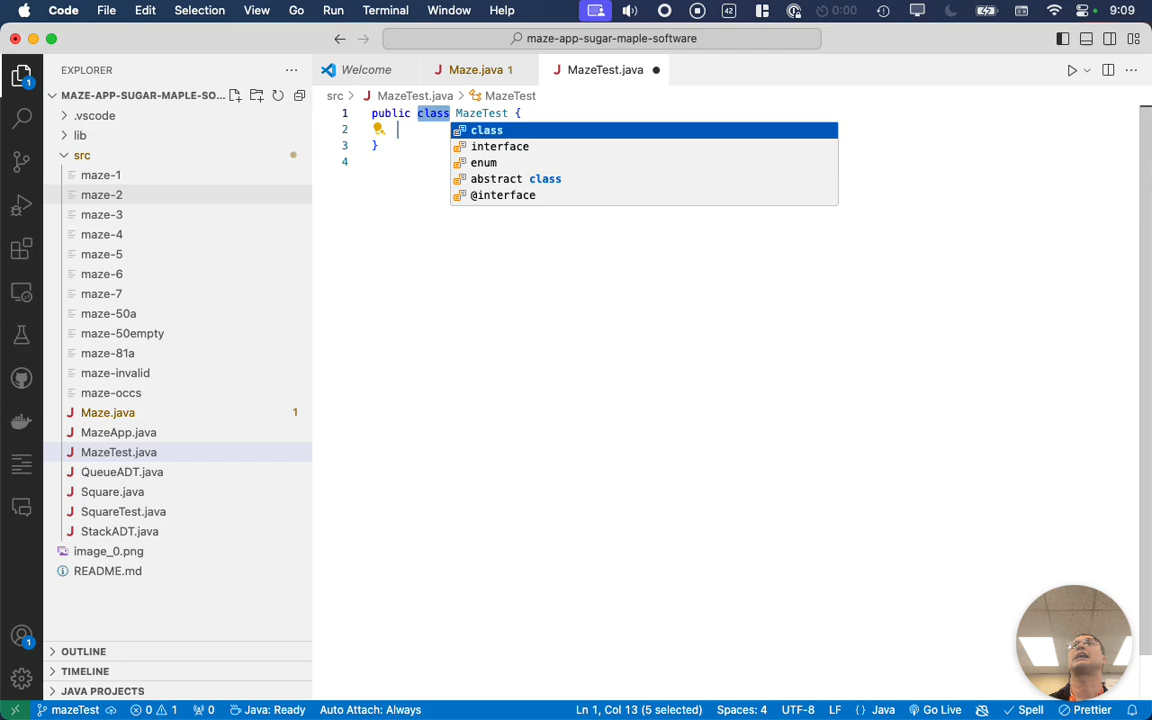 Code File Edit Selection View Go Run Terminal Window Help 42 0:00 9:09
maze-app-sugar-maple-software
EXPLORER
Welcome
Maze.java 1
MazeTest.java
1
MAZE-APP-SUGAR-MAPLE-SO...
src > MazeTest.java > MazeTest
.vscode
1 public class MazeTest {
2
3 }
4
class
interface
enum
abstract class
@interface
lib
src
maze-1
maze-2
maze-3
maze-4
maze-5
maze-6
maze-7
maze-50a
maze-50empty
maze-81a
maze-invalid
maze-occs
Maze.java 1
MazeApp.java
MazeTest.java
QueueADT.java
Square.java
SquareTest.java
StackADT.java
image_0.png
README.md
OUTLINE
TIMELINE
JAVA PROJECTS
1
mazeTest 0 1 0 Java: Ready Auto Attach: Always Ln 1, Col 13 (5 selected) Spaces: 4 UTF-8 LF {} Java Go Live Spell Prettier